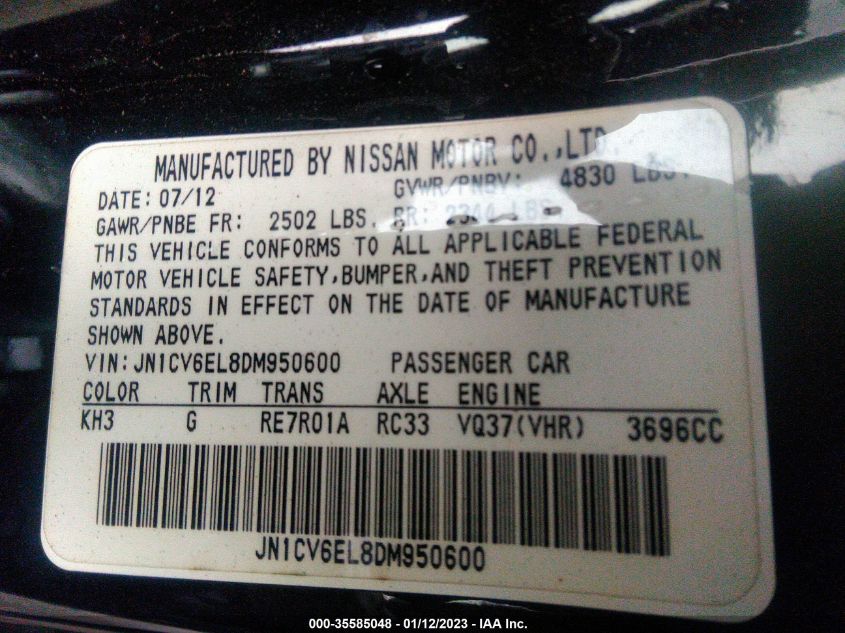 MANUFACTURED BY NISSAN MOTOR CO.,LTD.
DATE: 07/12 GVWR/PNBV: 4830 LBS.
GAWR/PNBE FR: 2502 LBS. RR: LBS.
THIS VEHICLE CONFORMS TO ALL APPLICABLE FEDERAL
MOTOR VEHICLE SAFETY,BUMPER,AND THEFT PREVENTION
STANDARDS IN EFFECT ON THE DATE OF MANUFACTURE
SHOWN ABOVE.
VIN:JN1CV6EL8DM950600 PASSENGER CAR
COLOR TRIM TRANS AXLE ENGINE
KH3 G RE7R01A RC33 VQ37(VHR) 3696CC
JN1CV6EL8DM950600
000-35585048 - 01/12/2023 - IAA Inc.